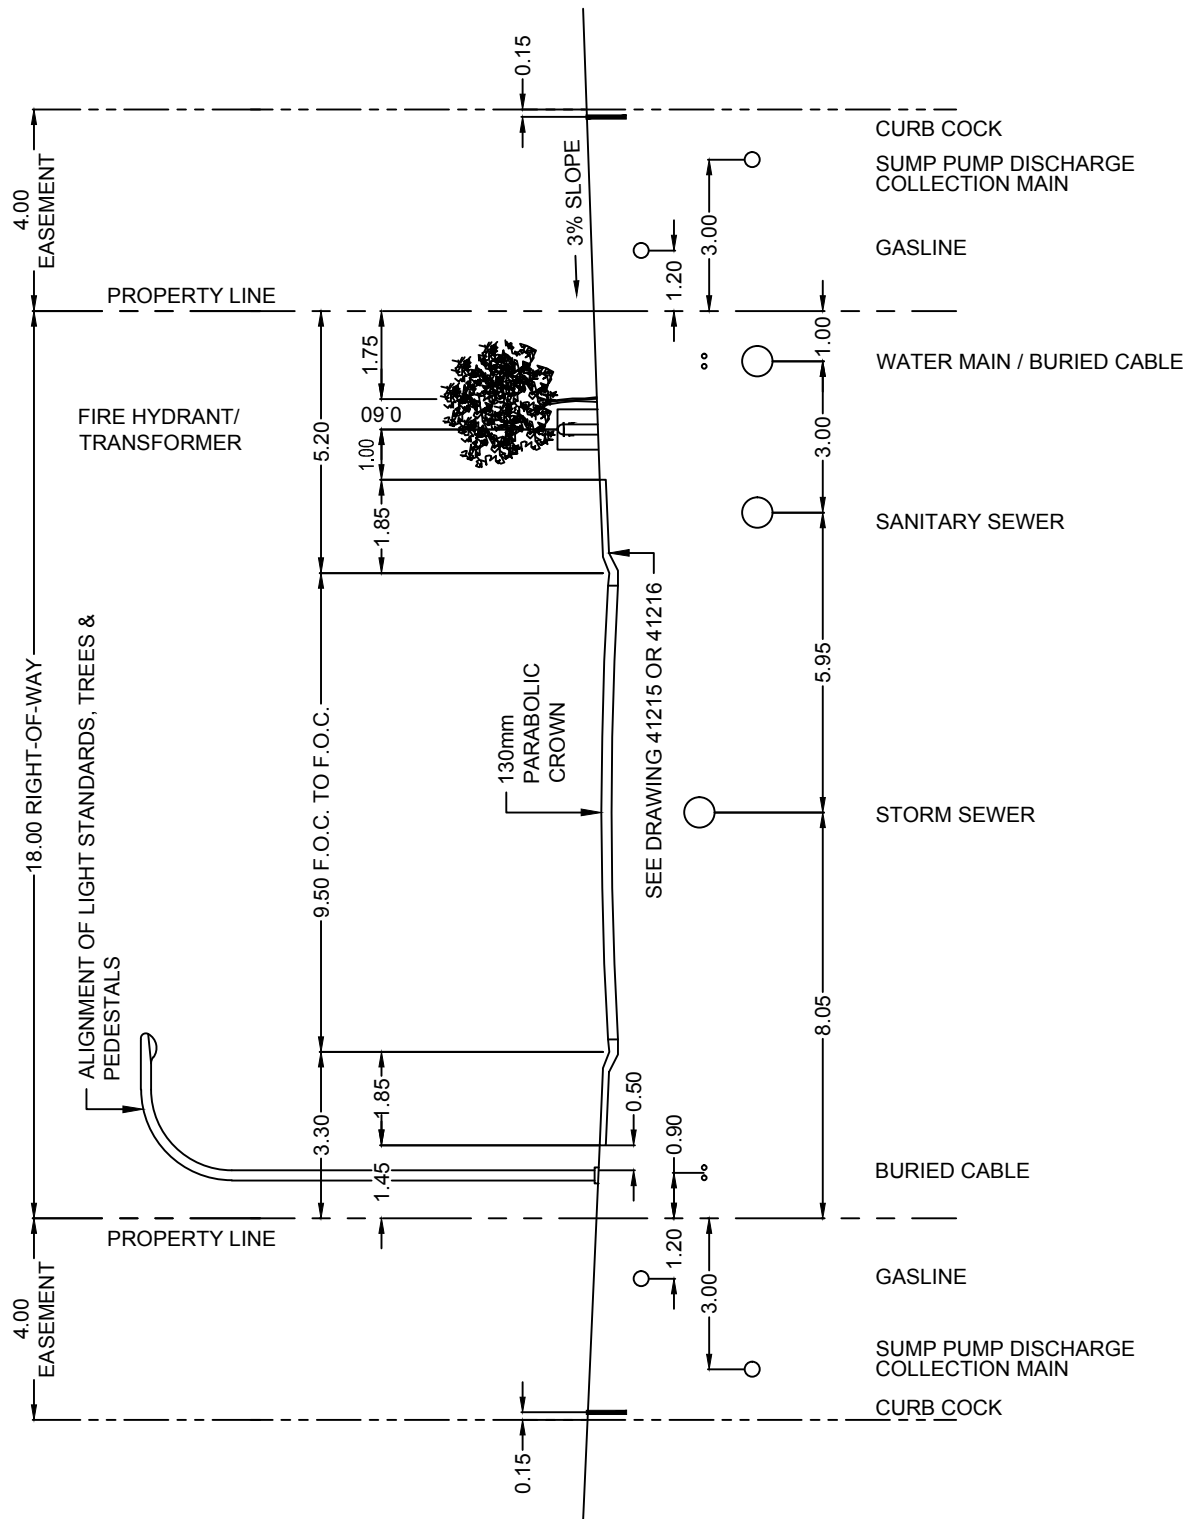 0.15
CURB COCK
SUMP PUMP DISCHARGE
COLLECTION MAIN
4.00
EASEMENT
3% SLOPE
3.00
GASLINE
1.20
PROPERTY LINE
1.00
1.75
WATER MAIN / BURIED CABLE
FIRE HYDRANT/
TRANSFORMER
0.60
5.20
1.00
3.00
1.85
SANITARY SEWER
SEE DRAWING 41215 OR 41216
5.95
18.00 RIGHT-OF-WAY
ALIGNMENT OF LIGHT STANDARDS, TREES &
PEDESTALS
9.50 F.O.C. TO F.O.C.
130mm
PARABOLIC
CROWN
STORM SEWER
8.05
3.30
1.85
0.50
0.90
1.45
BURIED CABLE
PROPERTY LINE
1.20
4.00
EASEMENT
GASLINE
3.00
SUMP PUMP DISCHARGE
COLLECTION MAIN
CURB COCK
0.15